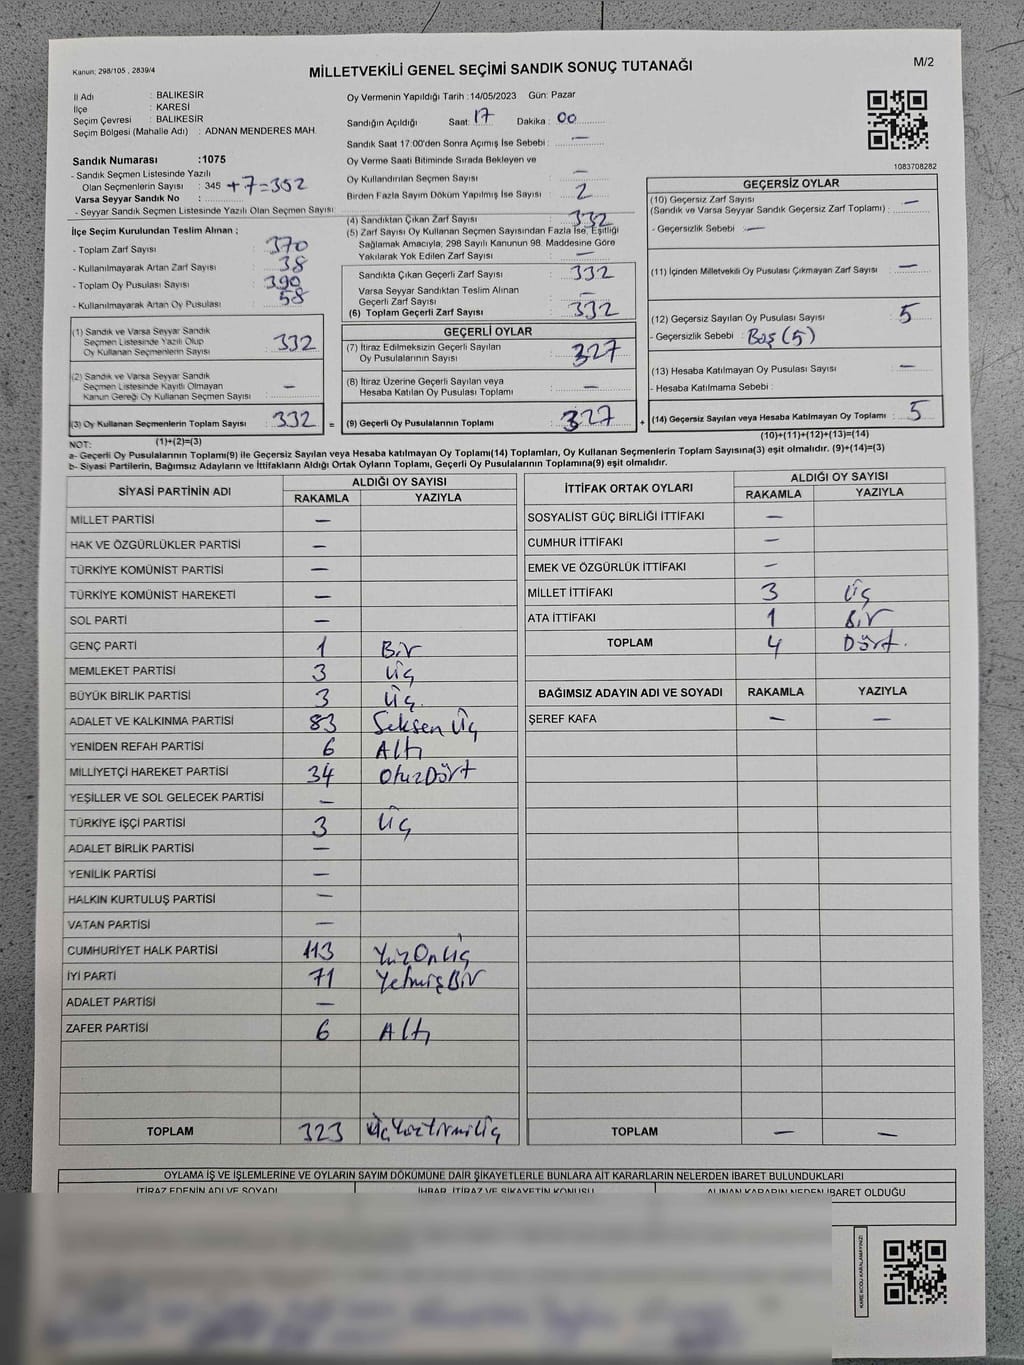 Kanun; 298/105 , 2839/4
MİLLETVEKİLİ GENEL SEÇİMİ SANDIK SONUÇ TUTANAĞI
M/2
İl Adı : BALIKESİR
İlçe : KARESİ
Seçim Çevresi : BALIKESİR
Seçim Bölgesi (Mahalle Adı) : ADNAN MENDERES MAH.
Sandık Numarası :1075
- Sandık Seçmen Listesinde Yazılı
Olan Seçmenlerin Sayısı : 345 +7=352
Varsa Seyyar Sandık No :
- Seyyar Sandık Seçmen Listesinde Yazılı Olan Seçmen Sayısı
Oy Vermenin Yapıldığı Tarih :14/05/2023 Gün: Pazar
Sandığın Açıldığı Saat: 17 Dakika : 00
Sandık Saat 17:00'den Sonra Açımış İse Sebebi : —
Oy Verme Saati Bitiminde Sırada Bekleyen ve
Oy Kullandırılan Seçmen Sayısı : —
Birden Fazla Sayım Döküm Yapılmış İse Sayısı : 2
1083708282
İlçe Seçim Kurulundan Teslim Alınan ;
- Toplam Zarf Sayısı : 370
- Kullanılmayarak Artan Zarf Sayısı : 38
- Toplam Oy Pusulası Sayısı : 390
- Kullanılmayarak Artan Oy Pusulası : 58
(1) Sandık ve Varsa Seyyar Sandık
Seçmen Listesinde Yazılı Olup
Oy Kullanan Seçmenlerin Sayısı : 332
(2) Sandık ve Varsa Seyyar Sandık
Seçmen Listesinde Kayıtlı Olmayan
Kanun Gereği Oy Kullanan Seçmen Sayısı : —
(3) Oy Kullanan Seçmenlerin Toplam Sayısı : 332 =
(4) Sandıktan Çıkan Zarf Sayısı : 332
(5) Zarf Sayısı Oy Kullanan Seçmen Sayısından Fazla İse, Eşitliği
Sağlamak Amacıyla, 298 Sayılı Kanunun 98. Maddesine Göre
Yakılarak Yok Edilen Zarf Sayısı : —
Sandıkta Çıkan Geçerli Zarf Sayısı : 332
Varsa Seyyar Sandıktan Teslim Alınan
Geçerli Zarf Sayısı : —
(6) Toplam Geçerli Zarf Sayısı : 332
GEÇERLİ OYLAR
(7) İtiraz Edilmeksizin Geçerli Sayılan
Oy Pusulalarının Sayısı : 327
(8) İtiraz Üzerine Geçerli Sayılan veya
Hesaba Katılan Oy Pusulası Toplamı : —
(9) Geçerli Oy Pusulalarının Toplamı : 327 +
GEÇERSİZ OYLAR
(10) Geçersiz Zarf Sayısı
(Sandık ve Varsa Seyyar Sandık Geçersiz Zarf Toplamı) : —
- Geçersizlik Sebebi : —
(11) İçinden Milletvekili Oy Pusulası Çıkmayan Zarf Sayısı : —
(12) Geçersiz Sayılan Oy Pusulası Sayısı : 5
- Geçersizlik Sebebi : Boş (5)
(13) Hesaba Katılmayan Oy Pusulası Sayısı : —
- Hesaba Katılmama Sebebi :
(14) Geçersiz Sayılan veya Hesaba Katılmayan Oy Toplamı : 5
(1)+(2)=(3)
(10)+(11)+(12)+(13)=(14)
NOT:
a- Geçerli Oy Pusulalarının Toplamı(9) ile Geçersiz Sayılan veya Hesaba katılmayan Oy Toplamı(14) Toplamları, Oy Kullanan Seçmenlerin Toplam Sayısına(3) eşit olmalıdır. (9)+(14)=(3)
b- Siyasi Partilerin, Bağımsız Adayların ve İttifakların Aldığı Ortak Oyların Toplamı, Geçerli Oy Pusulalarının Toplamına(9) eşit olmalıdır.
SİYASİ PARTİNİN ADI ALDIĞI OY SAYISI
RAKAMLA YAZIYLA
MİLLET PARTİSİ —
HAK VE ÖZGÜRLÜKLER PARTİSİ —
TÜRKİYE KOMÜNİST PARTİSİ —
TÜRKİYE KOMÜNİST HAREKETİ —
SOL PARTİ —
GENÇ PARTİ 1 Bir
MEMLEKET PARTİSİ 3 Üç
BÜYÜK BİRLİK PARTİSİ 3 Üç
ADALET VE KALKINMA PARTİSİ 83 Seksen Üç
YENİDEN REFAH PARTİSİ 6 Altı
MİLLİYETÇİ HAREKET PARTİSİ 34 OtuzDört
YEŞİLLER VE SOL GELECEK PARTİSİ —
TÜRKİYE İŞÇİ PARTİSİ 3 Üç
ADALET BİRLİK PARTİSİ —
YENİLİK PARTİSİ —
HALKIN KURTULUŞ PARTİSİ —
VATAN PARTİSİ —
CUMHURİYET HALK PARTİSİ 113 YüzOnÜç
İYİ PARTİ 71 YetmişBir
ADALET PARTİSİ —
ZAFER PARTİSİ 6 Altı
TOPLAM 323 ÜçYüzYirmiÜç
İTTİFAK ORTAK OYLARI ALDIĞI OY SAYISI
RAKAMLA YAZIYLA
SOSYALİST GÜÇ BİRLİĞİ İTTİFAKI —
CUMHUR İTTİFAKI —
EMEK VE ÖZGÜRLÜK İTTİFAKI —
MİLLET İTTİFAKI 3 Üç
ATA İTTİFAKI 1 Bir
TOPLAM 4 Dört.
BAĞIMSIZ ADAYIN ADI VE SOYADI RAKAMLA YAZIYLA
ŞEREF KAFA — —
TOPLAM — —
OYLAMA İŞ VE İŞLEMLERİNE VE OYLARIN SAYIM DÖKÜMÜNE DAİR ŞİKAYETLERLE BUNLARA AİT KARARLARIN NELERDEN İBARET BULUNDUKLARI
İTİRAZ EDENİN ADI VE SOYADI İHBAR, İTİRAZ VE ŞİKAYETİN KONUSU ALINAN KARARIN NEDEN İBARET OLDUĞU
KARE KODU KARALAMAYINIZ!